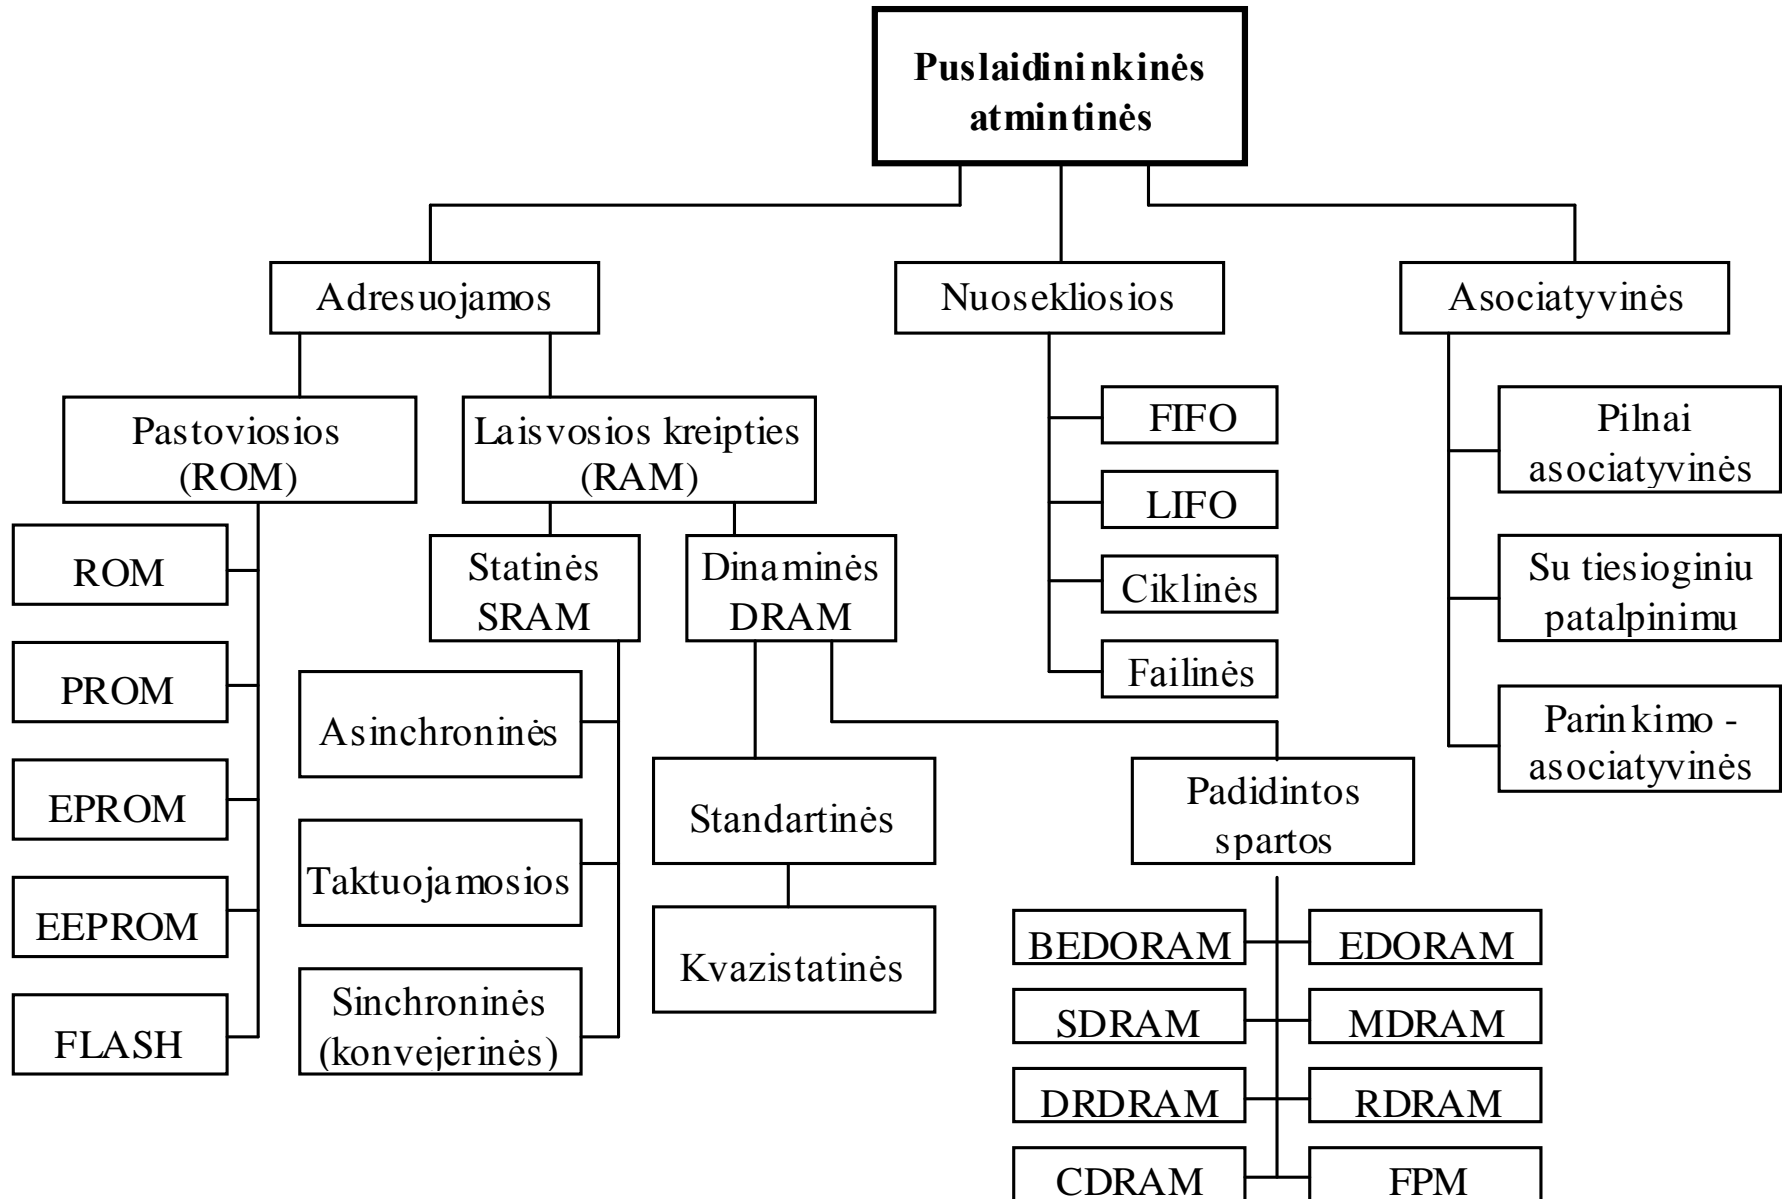 Puslaidininkinės
atmintinės
Adresuojamos
Nuosekliosios
Asociatyvinės
Pastoviosios
(ROM)
Laisvosios kreipties
(RAM)
ROM
PROM
EPROM
EEPROM
FLASH
Statinės
SRAM
Dinaminės
DRAM
Asinchroninės
Taktuojamosios
Sinchroninės
(konvejerinės)
Standartinės
Kvazistatinės
Padidintos
spartos
BEDORAM
EDORAM
SDRAM
MDRAM
DRDRAM
RDRAM
CDRAM
FPM
FIFO
LIFO
Ciklinės
Failinės
Pilnai
asociatyvinės
Su tiesioginiu
patalpinimu
Parinkimo -
asociatyvinės